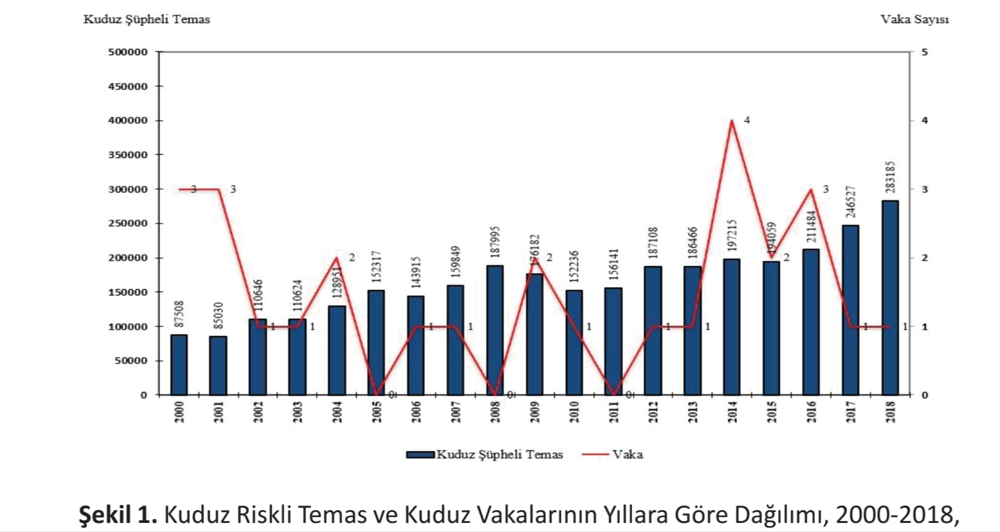 Kuduz Şüpheli Temas Vaka Sayısı
500000 5
450000
400000 4
350000
300000 3
250000
200000 2
150000
100000 1
50000
0 0
87508 85030 110646 110624 128951 152317 143915 159849 187995 176182 152236 156141 187108 186466 197215 194059 211484 246527 283185
3 3 1 1 2 0 1 1 0 2 1 0 1 1 4 2 3 1 1
2000 2001 2002 2003 2004 2005 2006 2007 2008 2009 2010 2011 2012 2013 2014 2015 2016 2017 2018
Kuduz Şüpheli Temas Vaka
Şekil 1. Kuduz Riskli Temas ve Kuduz Vakalarının Yıllara Göre Dağılımı, 2000-2018,